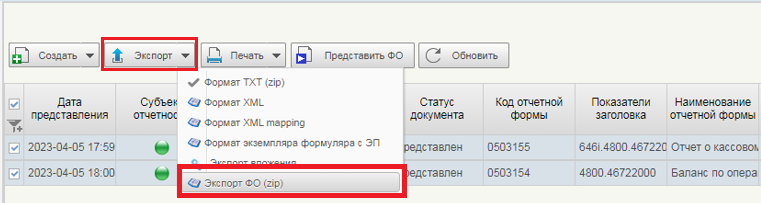 Создать Экспорт Печать Представить ФО Обновить
Формат TXT (zip)
Формат XML
Формат XML mapping
Формат экземпляра формуляра с ЭП
Экспорт вложения
Экспорт ФО (zip)
Дата представления Субъек отчетнос Статус документа Код отчетной формы Показатели заголовка Наименование отчетной формы
2023-04-05 17:59 редставлен 0503155 646i.4800.467220 Отчет о кассовом
2023-04-05 18:00 редставлен 0503154 4800.46722000 Баланс по опера